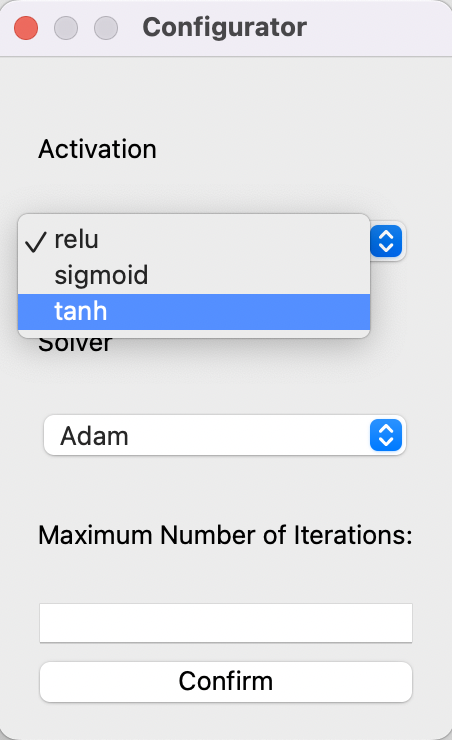 Configurator
Activation
✓ relu
sigmoid
tanh
Solver
Adam
Maximum Number of Iterations:
Confirm